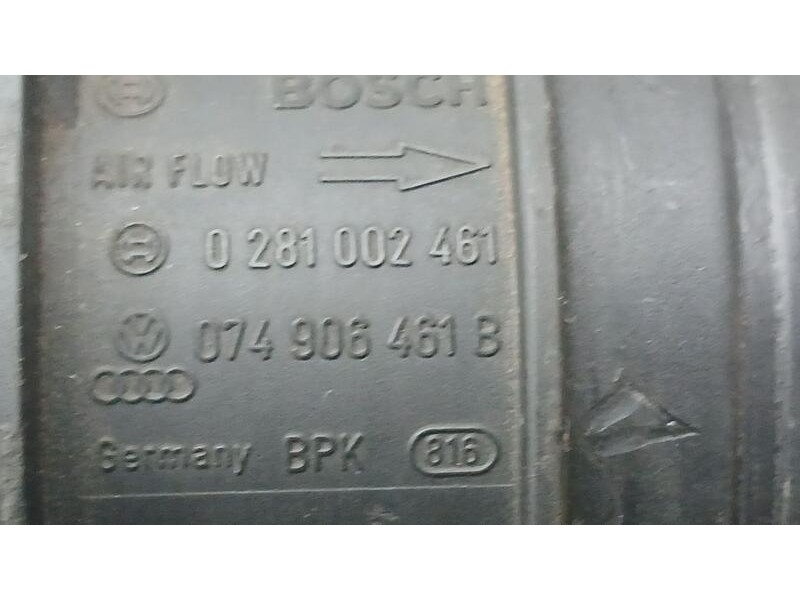 BOSCH
AIR FLOW
0 281 002 461
074 906 461 B
Germany BPK 816